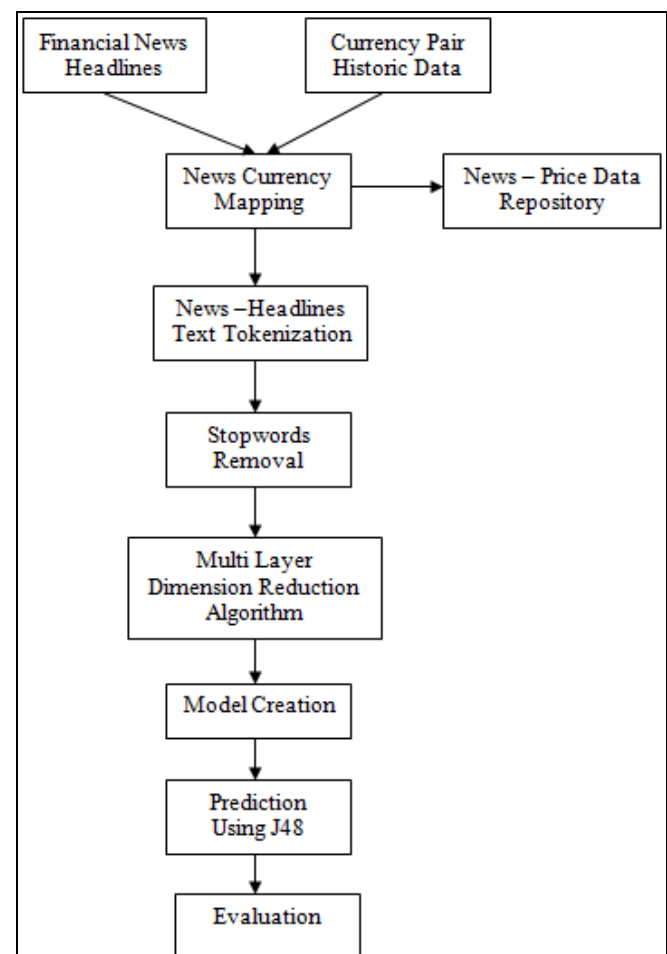 Financial News
Headlines
Currency Pair
Historic Data
News Currency
Mapping
News – Price Data
Repository
News –Headlines
Text Tokenization
Stopwords
Removal
Multi Layer
Dimension Reduction
Algorithm
Model Creation
Prediction
Using J48
Evaluation